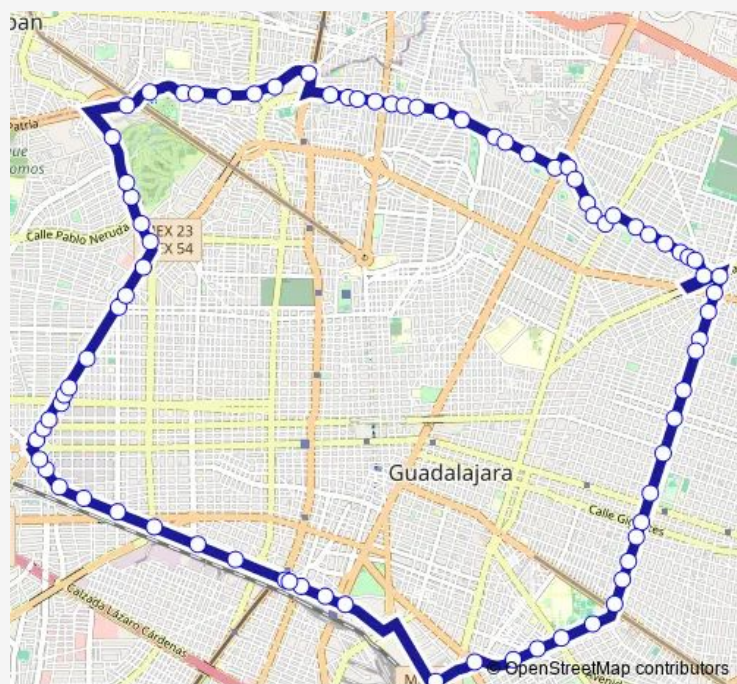 pan
Patria
que
omos
Calle Pablo Neruda
MEX 23
MEX 54
a
Guadalajara
Calle Gigantes
Calzada Lázaro Cárdenas
M
Avenida
© OpenStreetMap contributors